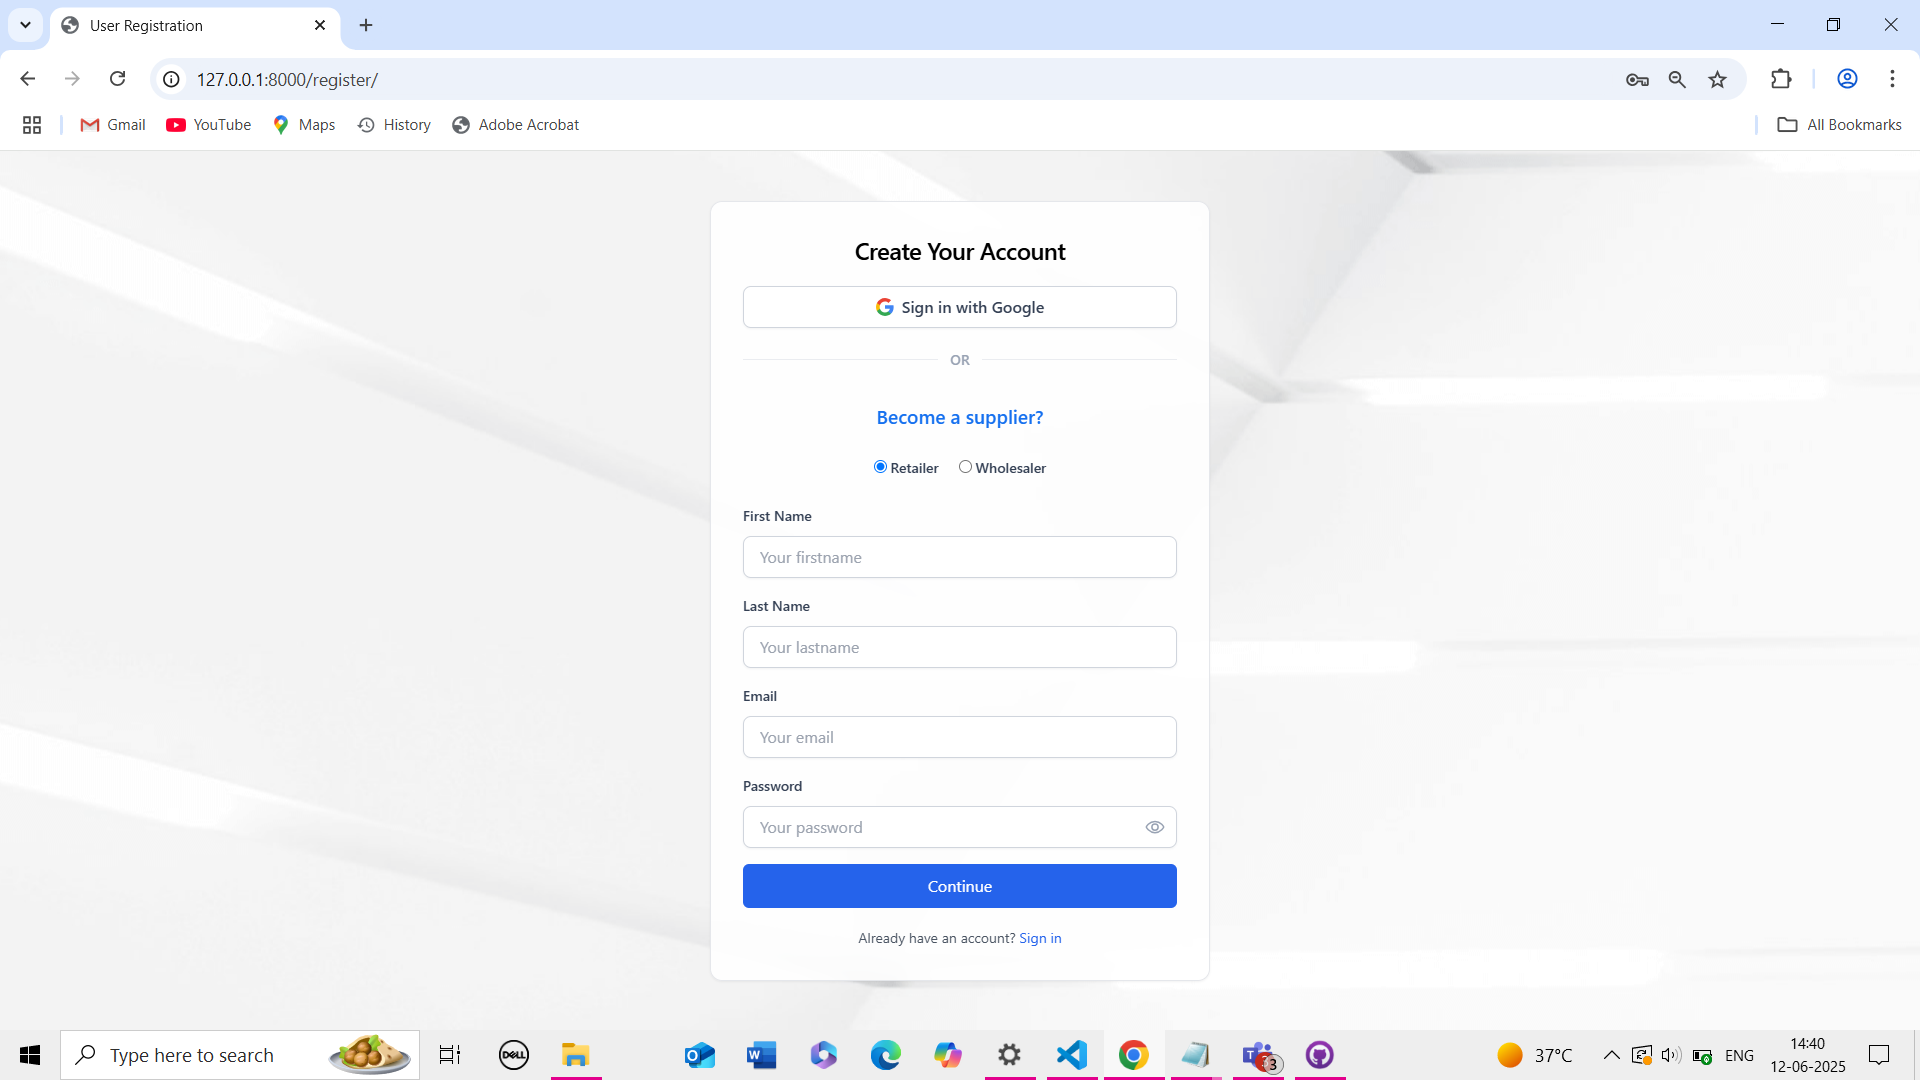 User Registration
127.0.0.1:8000/register/
Gmail
YouTube
Maps
History
Adobe Acrobat
All Bookmarks
Create Your Account
Sign in with Google
OR
Become a supplier?
Retailer Wholesaler
First Name
Your firstname
Last Name
Your lastname
Email
Your email
Password
Your password
Continue
Already have an account? Sign in
Type here to search
DELL
3
37°C
ENG
14:40
12-06-2025